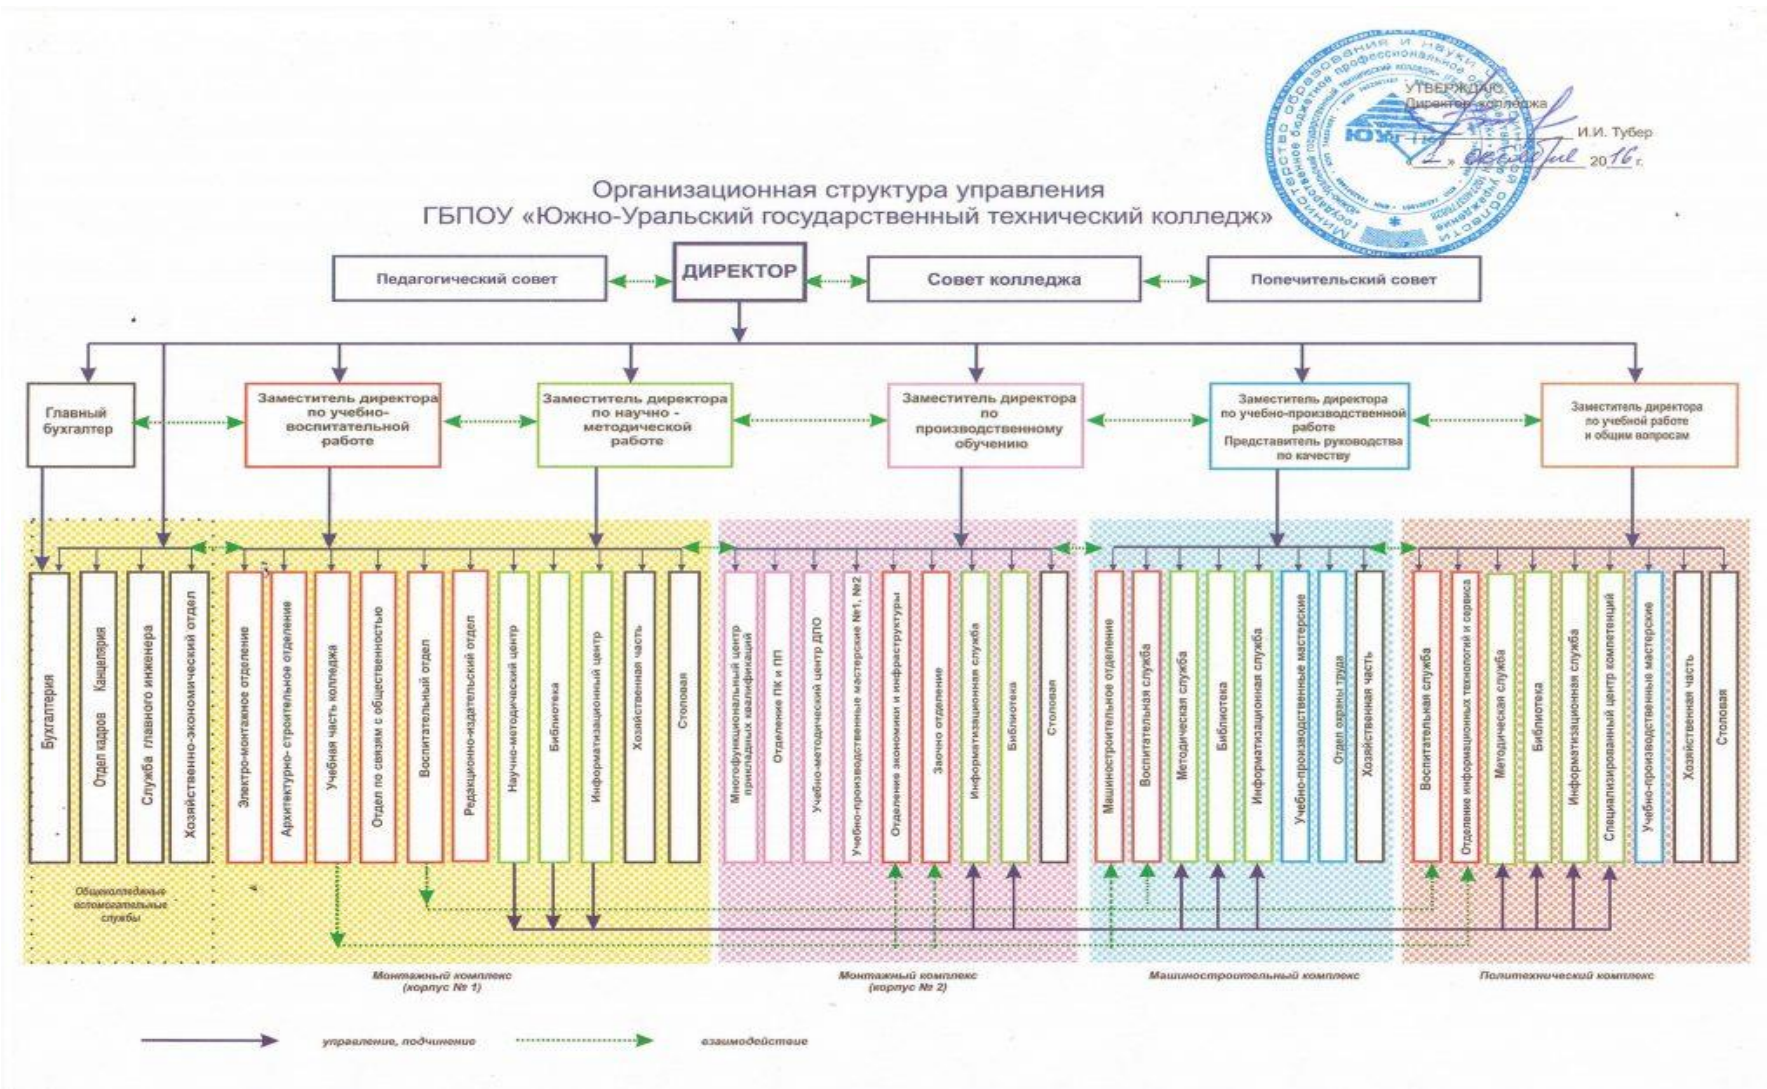 УТВЕРЖДАЮ
Директор колледжа
И.И. Тубер
« 2 » октября 2016 г.
ЮУГТК
Организационная структура управления
ГБПОУ «Южно-Уральский государственный технический колледж»
Педагогический совет
ДИРЕКТОР
Совет колледжа
Попечительский совет
Главный
бухгалтер
Заместитель директора
по учебно-
воспитательной
работе
Заместитель директора
по научно -
методической
работе
Заместитель директора
по
производственному
обучению
Заместитель директора
по учебно-производственной
работе
Представитель руководства
по качеству
Заместитель директора
по учебной работе
и общим вопросам
Бухгалтерия
Отдел кадров Канцелярия
Служба главного инженера
Хозяйственно-экономический отдел
Электро-монтажное отделение
Архитектурно- строительное отделение
Учебная часть колледжа
Отдел по связям с общественностью
Воспитательный отдел
Редационно-издательский отдел
Научно-методический центр
Библиотека
Информатизационный центр
Хозяйственная часть
Столовая
Многофункциональный центр
прикладных квалификаций
Отделение ПК и ПП
Учебно-методический центр ДПО
Учебно-производственные мастерские №1, №2
Отделение экономики и инфраструктуры
Заочно отделение
Информатизационная служба
Библиотека
Столовая
Машиностроительное отделение
Воспитательная служба
Методическая служба
Библиотека
Информатизационная служба
Учебно-производственные мастерские
Отдел охраны труда
Хозяйственная часть
Воспитательная служба
Отделение информационных технологий и сервиса
Методическая служба
Библиотека
Информатизационная служба
Специализированный центр компетенций
Учебно-производственные мастерские
Хозяйственная часть
Столовая
Общеколледжные
вспомогательные
службы
Монтажный комплекс
(корпус № 1)
Монтажный комплекс
(корпус № 2)
Машиностроительный комплекс
Политехнический комплекс
управление, подчинение
взаимодействие